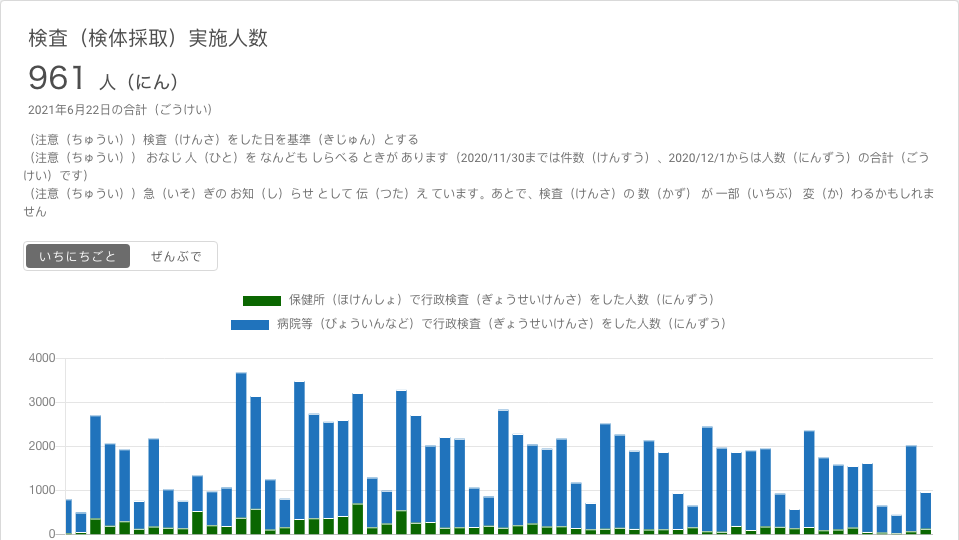 検査（検体採取）実施人数
961 人（にん）
2021年6月22日の合計（ごうけい）
（注意（ちゅうい））検査（けんさ）をした日を基準（きじゅん）とする
（注意（ちゅうい）） おなじ 人（ひと）を なんども しらべる ときが あります（2020/11/30までは件数（けんすう）、2020/12/1からは人数（にんずう）の合計（ごう
けい）です）
（注意（ちゅうい））急（いそ）ぎの お知（し）らせ として 伝（つた）え ています。あとで、検査（けんさ）の 数（かず） が 一部（いちぶ） 変（か）わるかもしれま
せん
いちにちごと ぜんぶで
保健所（ほけんしょ）で行政検査（ぎょうせいけんさ）をした人数（にんずう）
病院等（びょういんなど）で行政検査（ぎょうせいけんさ）をした人数（にんずう）
4000
3000
2000
1000
0